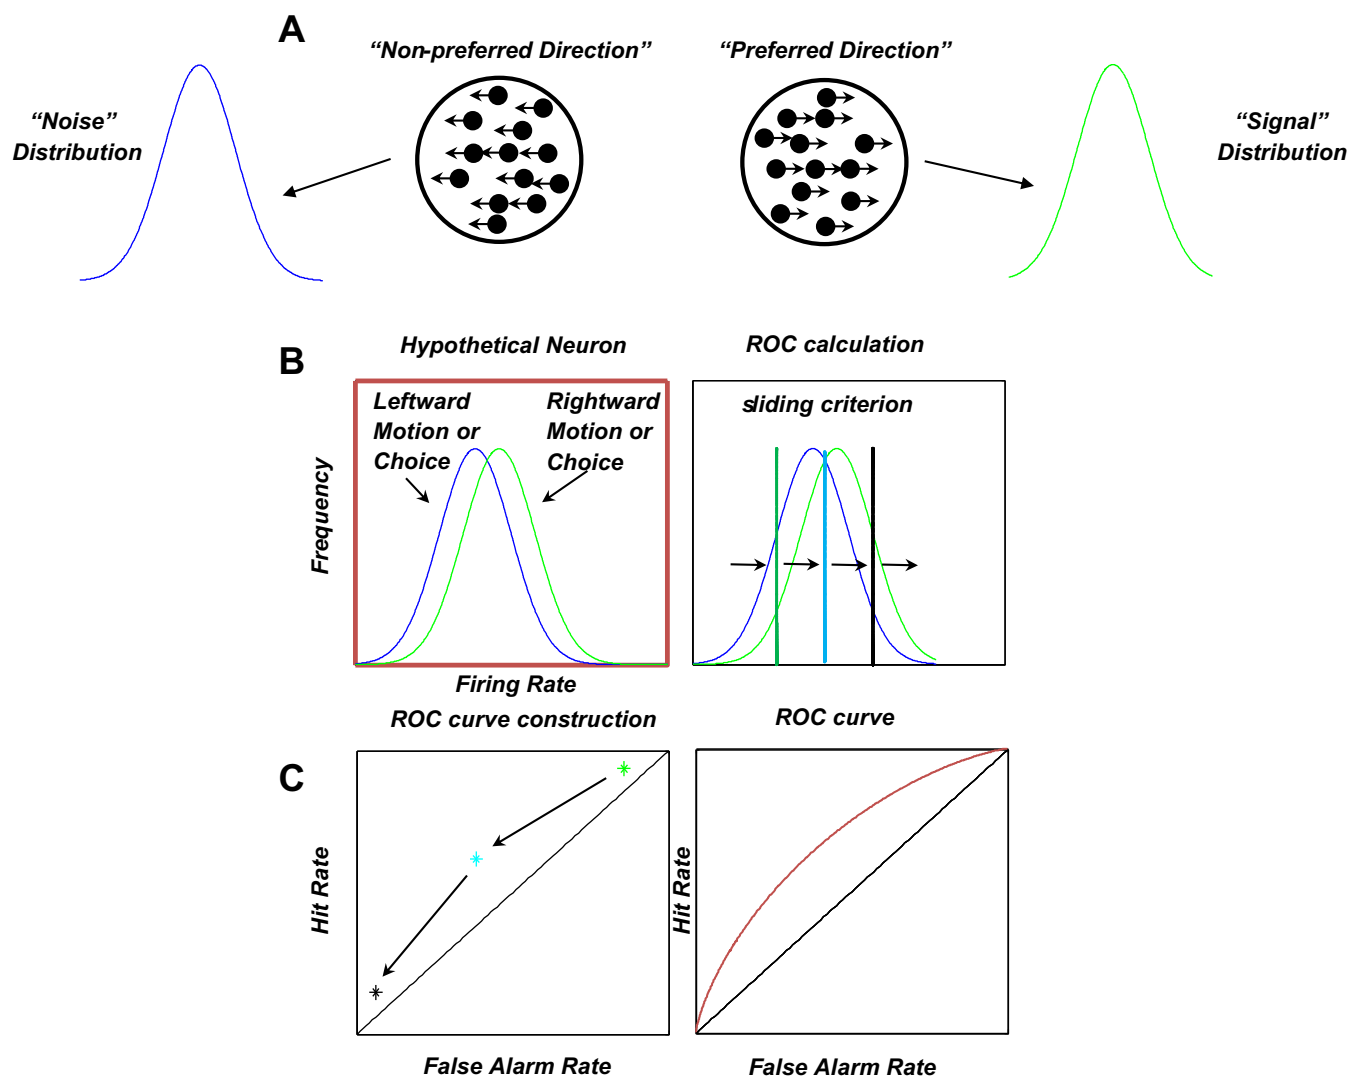 A
“Non-preferred Direction”
“Preferred Direction”
“Noise”
Distribution
“Signal”
Distribution
B
Hypothetical Neuron
ROC calculation
Leftward
Motion or
Choice
Rightward
Motion or
Choice
sliding criterion
Frequency
Firing Rate
C
ROC curve construction
ROC curve
Hit Rate
Hit Rate
False Alarm Rate
False Alarm Rate